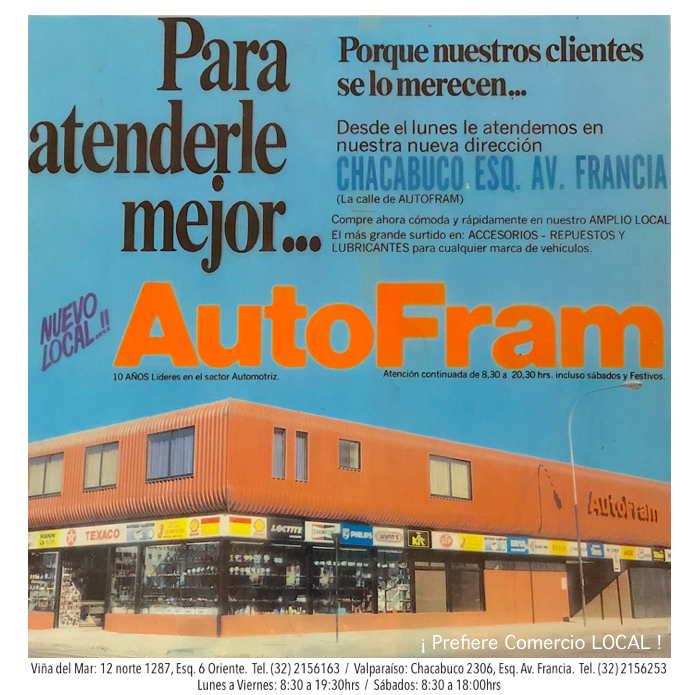 Para
atenderle
mejor...
Porque nuestros clientes
se lo merecen...
Desde el lunes le atendemos en
nuestra nueva dirección
CHACABUCO ESQ. AV. FRANCIA
(La calle de AUTOFRAM)
Compre ahora cómoda y rápidamente en nuestro AMPLIO LOCAL
El más grande surtido en: ACCESORIOS - REPUESTOS Y
LUBRICANTES para cualquier marca de vehículos.
NUEVO
LOCAL...!!
AutoFram
10 AÑOS Líderes en el sector Automotriz.
Atención continuada de 8,30 a 20,30 hrs. incluso sábados y Festivos.
AutoFram
MANN
TEXACO
LOCTITE
CHAMPION
PHILIPS
Wynn's
¡ Prefiere Comercio LOCAL !
Viña del Mar: 12 norte 1287, Esq. 6 Oriente. Tel. (32) 2156163 / Valparaíso: Chacabuco 2306, Esq. Av. Francia. Tel. (32) 2156253
Lunes a Viernes: 8:30 a 19:30hrs / Sábados: 8:30 a 18:00hrs